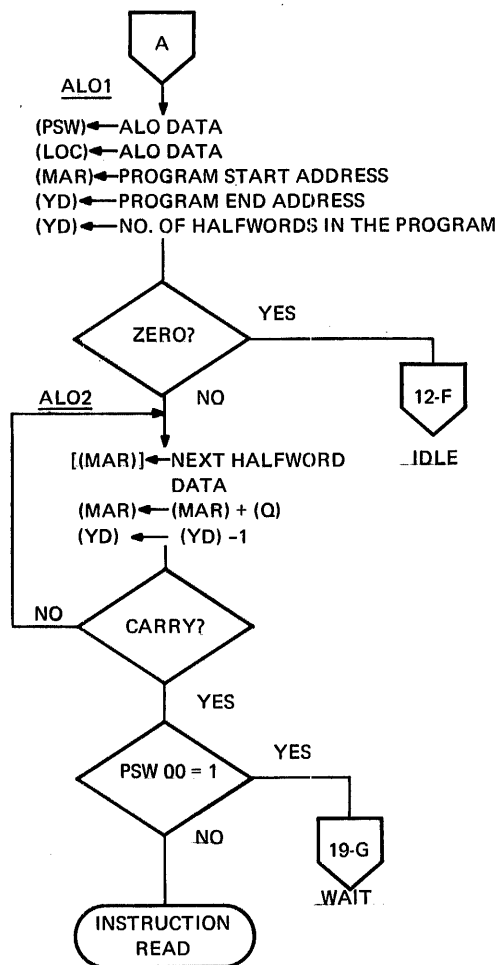 A
ALO1
(PSW)←ALO DATA
(LOC)←ALO DATA
(MAR)←PROGRAM START ADDRESS
(YD)←PROGRAM END ADDRESS
(YD)←NO. OF HALFWORDS IN THE PROGRAM
ZERO?
YES
12-F
IDLE
NO
ALO2
[(MAR)]←NEXT HALFWORD
DATA
(MAR)←(MAR) + (Q)
(YD)←(YD) –1
NO
CARRY?
YES
PSW 00 = 1
YES
19-G
WAIT
NO
INSTRUCTION
READ